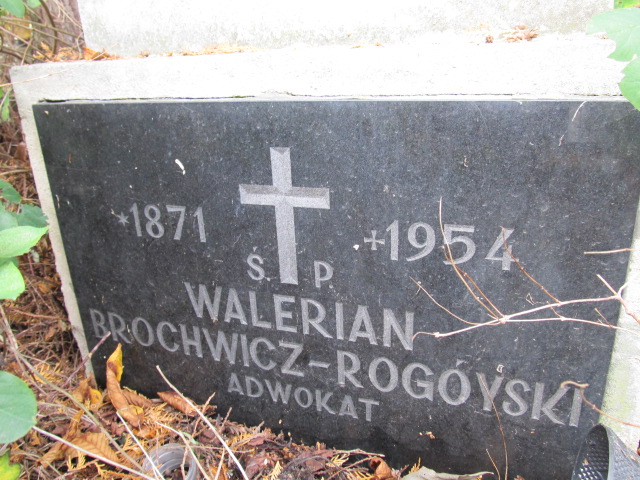 *1871 +1954
Ś. P
WALERIAN
BROCHWICZ-ROGÓYSKI
ADWOKAT